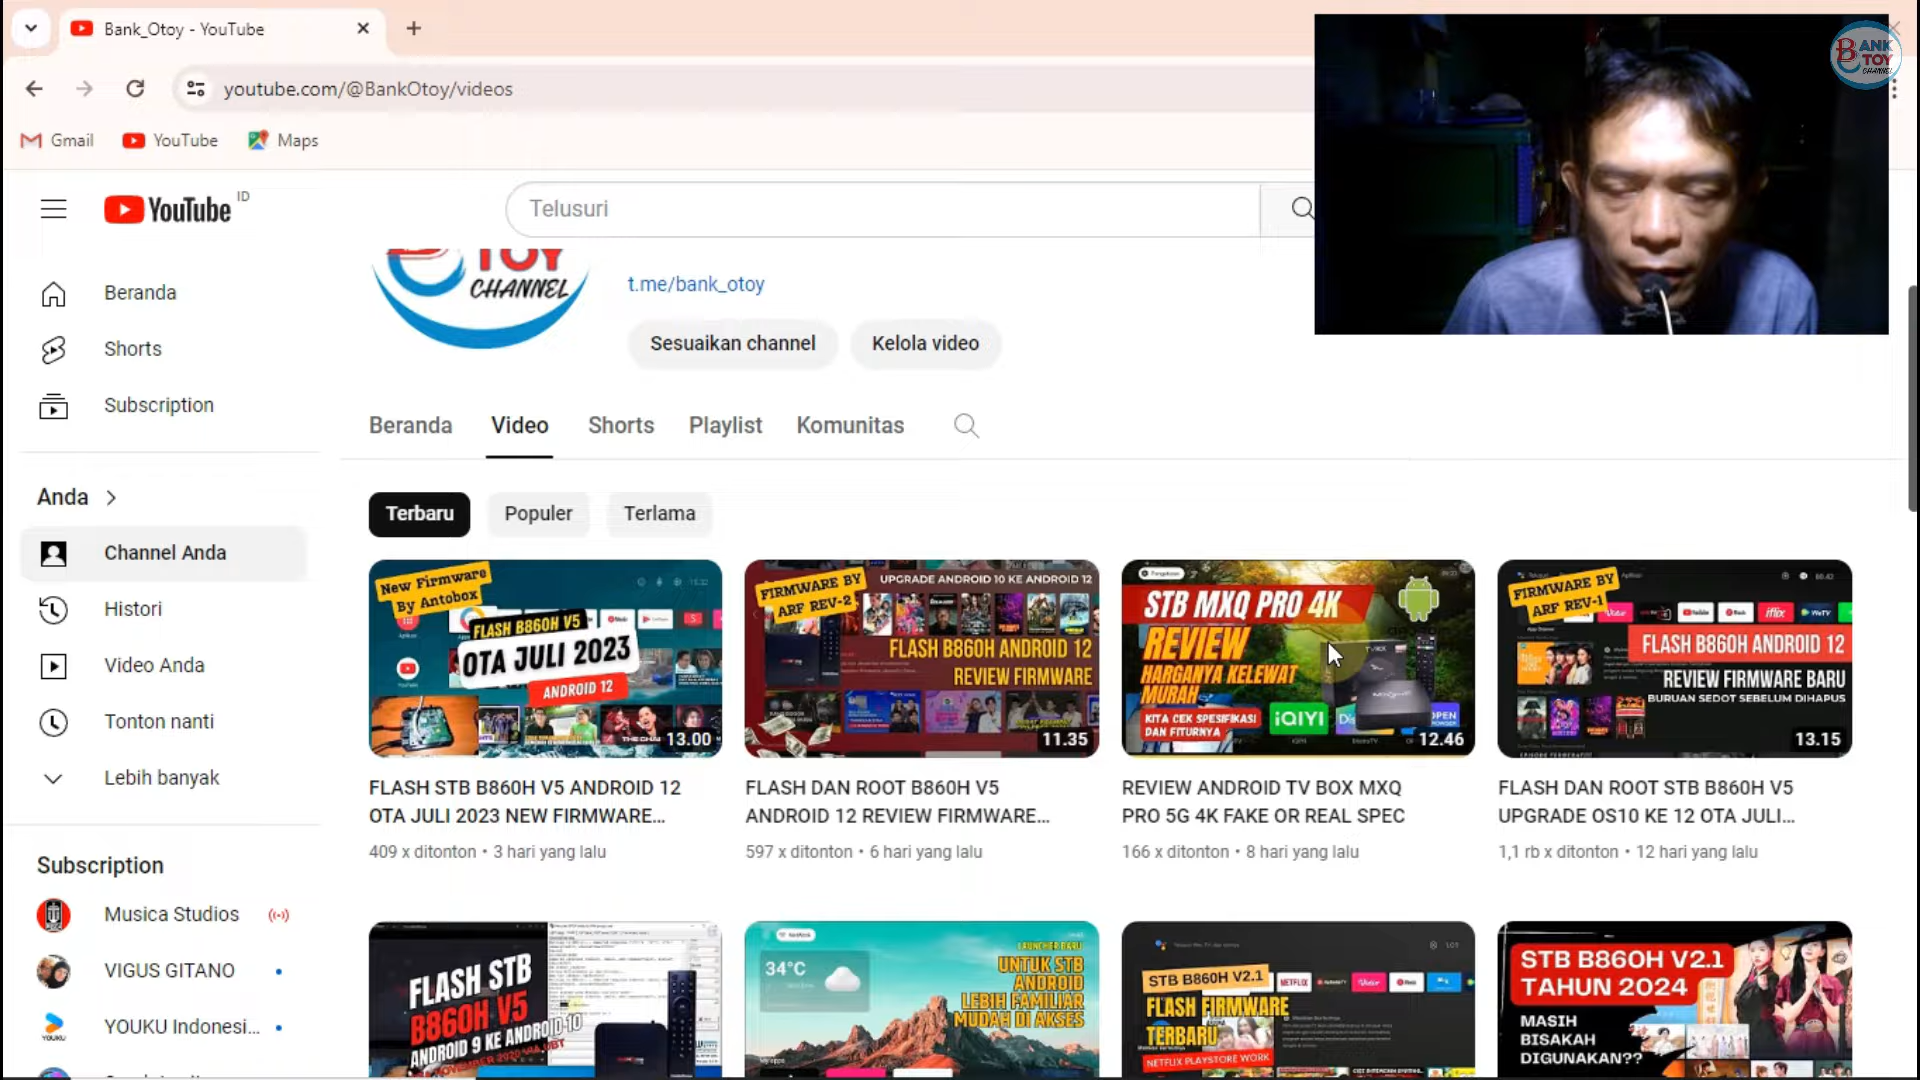 Bank_Otoy - YouTube
youtube.com/@BankOtoy/videos
Gmail
YouTube
Maps
BANK
TOY
CHANNEL
YouTube ID
Telusuri
TOY
CHANNEL
t.me/bank_otoy
Sesuaikan channel
Kelola video
Beranda
Shorts
Subscription
Anda
Channel Anda
Histori
Video Anda
Tonton nanti
Lebih banyak
Subscription
Musica Studios
VIGUS GITANO
YOUKU Indonesi...
Beranda
Video
Shorts
Playlist
Komunitas
Terbaru
Populer
Terlama
New Firmware
By Antobox
FLASH B860H V5
OTA JULI 2023
ANDROID 12
13.00
FLASH STB B860H V5 ANDROID 12
OTA JULI 2023 NEW FIRMWARE...
409 x ditonton • 3 hari yang lalu
UPGRADE ANDROID 10 KE ANDROID 12
FIRMWARE BY
ARF REV-2
FLASH B860H ANDROID 12
REVIEW FIRMWARE
11.35
FLASH DAN ROOT B860H V5
ANDROID 12 REVIEW FIRMWARE...
597 x ditonton • 6 hari yang lalu
STB MXQ PRO 4K
REVIEW
HARGANYA KELEWAT
MURAH
KITA CEK SPESIFIKASI
DAN FITURNYA
iQIYI
12.46
REVIEW ANDROID TV BOX MXQ
PRO 5G 4K FAKE OR REAL SPEC
166 x ditonton • 8 hari yang lalu
FIRMWARE BY
ARF REV-1
iflix
WeTV
FLASH B860H ANDROID 12
REVIEW FIRMWARE BARU
BURUAN SEDOT SEBELUM DIHAPUS
13.15
FLASH DAN ROOT STB B860H V5
UPGRADE OS10 KE 12 OTA JULI...
1,1 rb x ditonton • 12 hari yang lalu
FLASH STB
B860H V5
ANDROID 9 KE ANDROID 10
34°C
LAUNCHER BARU
UNTUK STB
ANDROID
LEBIH FAMILIAR
MUDAH DI AKSES
STB B860H V2.1
NETFLIX
FLASH FIRMWARE
TERBARU
NETFLIX PLAYSTORE WORK
STB B860H V2.1
TAHUN 2024
MASIH
BISAKAH
DIGUNAKAN??